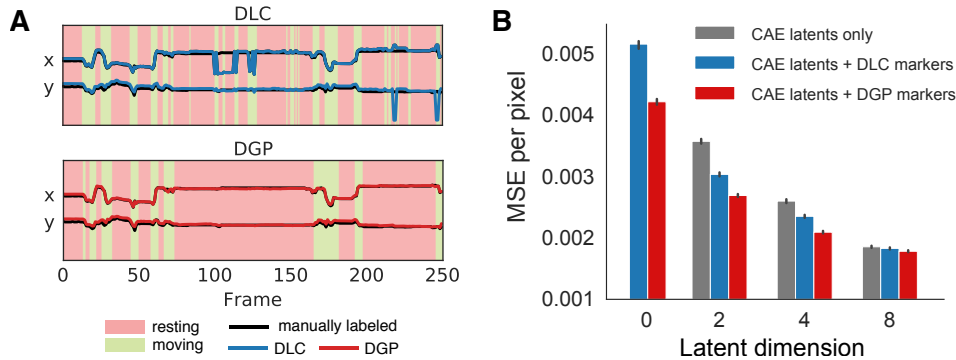 A
DLC
x
y
DGP
x
y
0 50 100 150 200 250
Frame
resting
moving
manually labeled
DLC
DGP
B
CAE latents only
CAE latents + DLC markers
CAE latents + DGP markers
MSE per pixel
0.005
0.004
0.003
0.002
0.001
0 2 4 8
Latent dimension